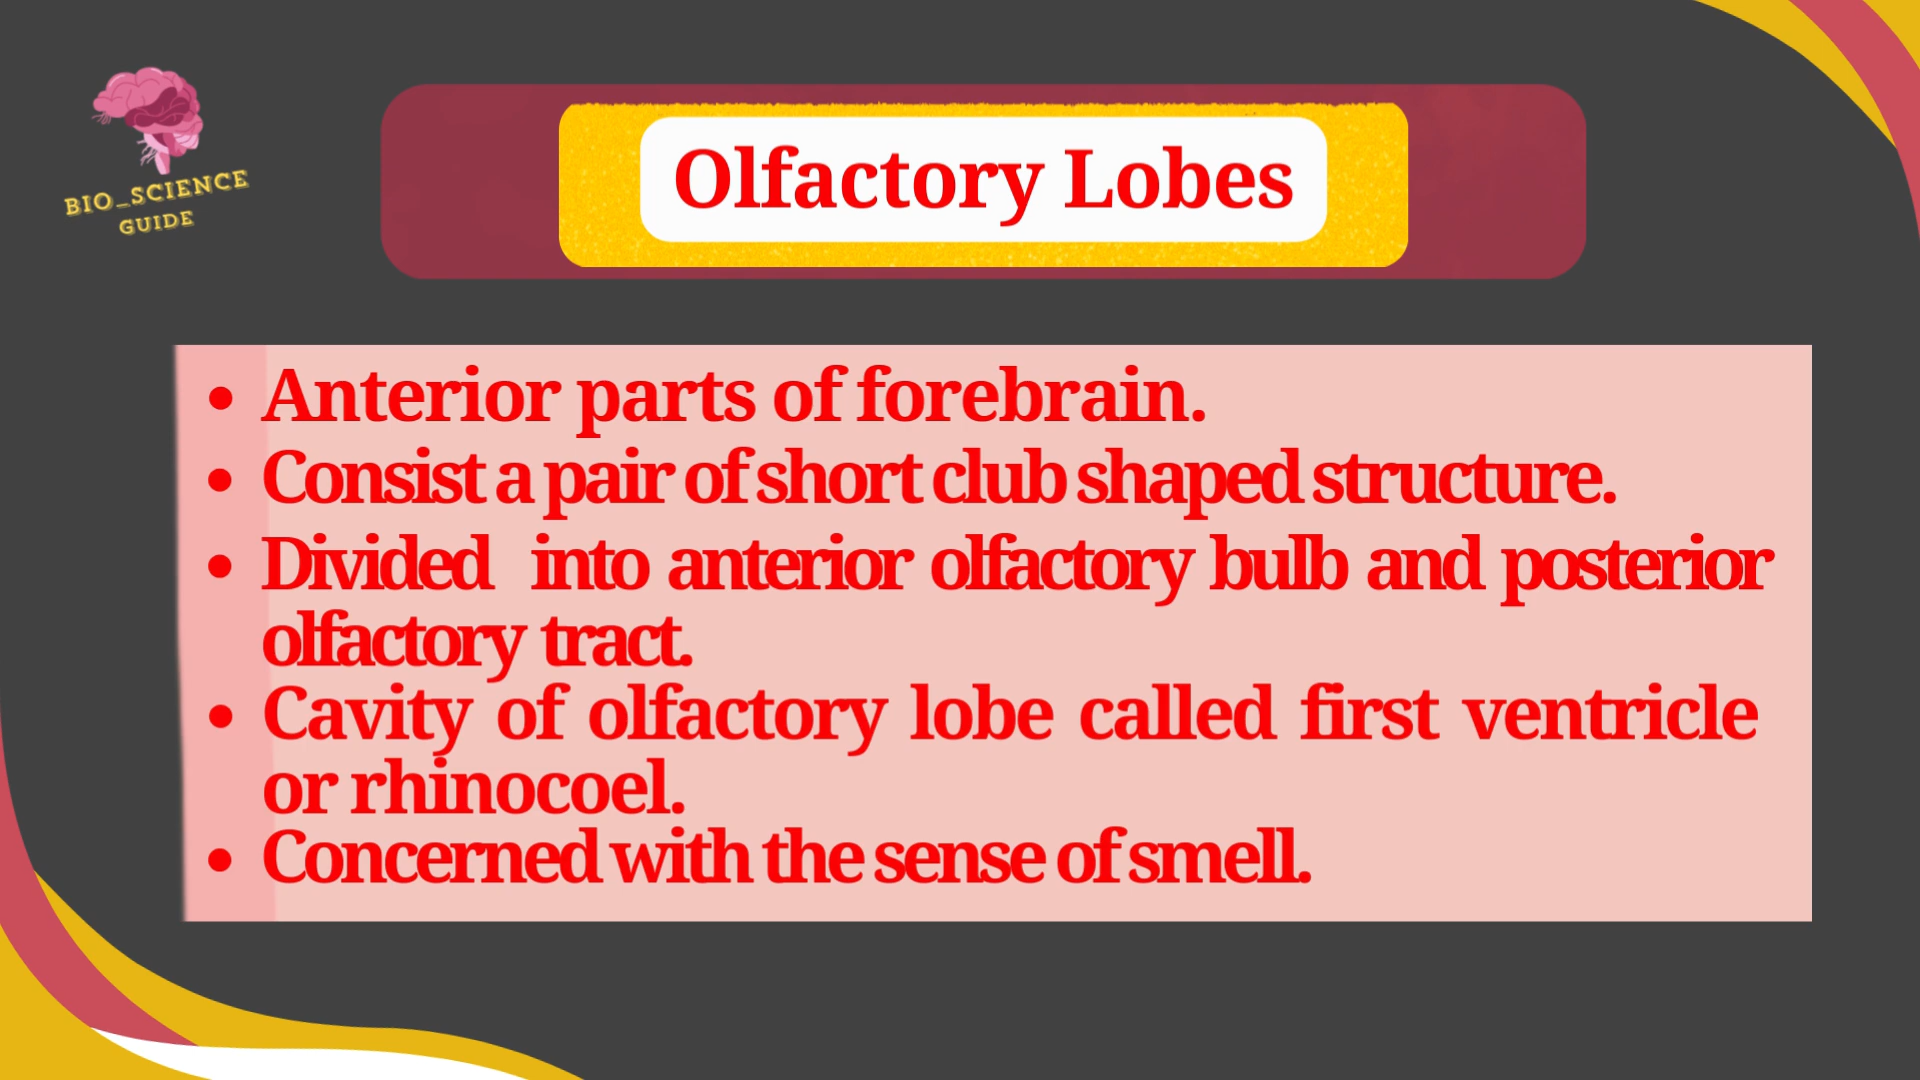 BIO_SCIENCE
GUIDE
Olfactory Lobes
• Anterior parts of forebrain.
• Consist a pair of short club shaped structure.
• Divided into anterior olfactory bulb and posterior
olfactory tract.
• Cavity of olfactory lobe called first ventricle
or rhinocoel.
• Concerned with the sense of smell.